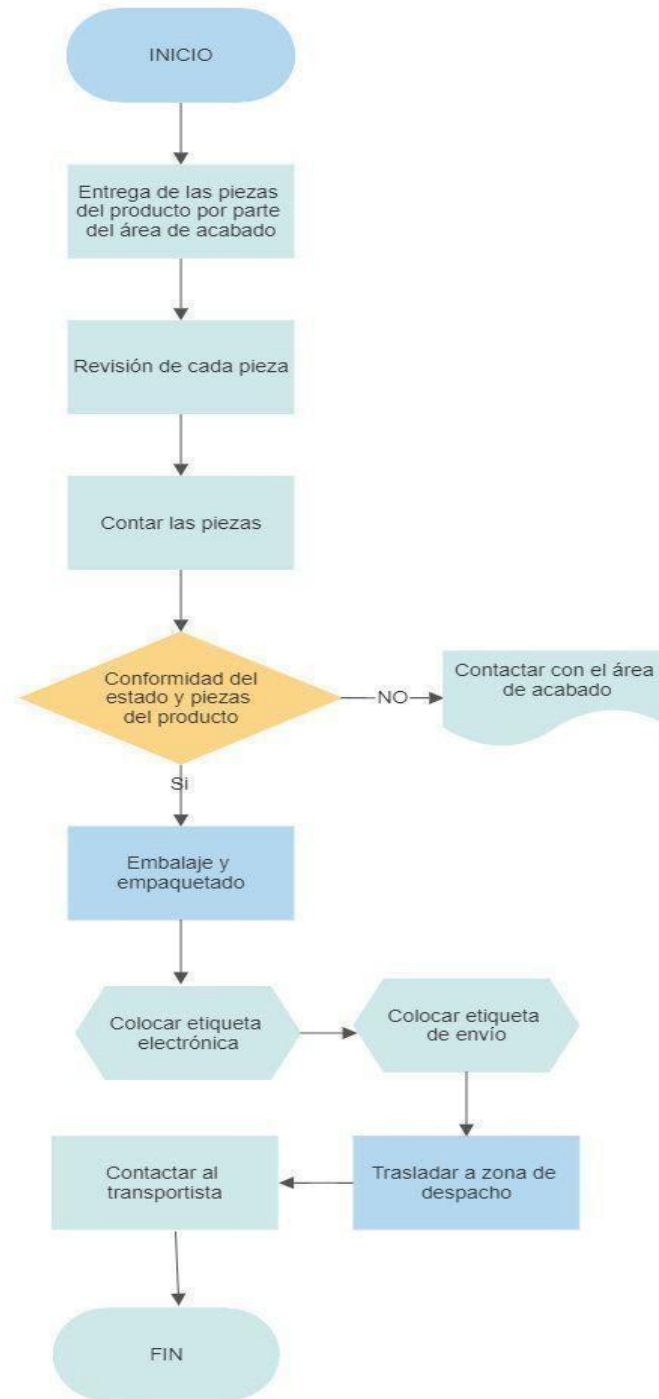 INICIO
Entrega de las piezas
del producto por parte
del área de acabado
Revisión de cada pieza
Contar las piezas
Conformidad del
estado y piezas
del producto
NO
Contactar con el área
de acabado
Si
Embalaje y
empaquetado
Colocar etiqueta
electrónica
Colocar etiqueta
de envío
Trasladar a zona de
despacho
Contactar al
transportista
FIN